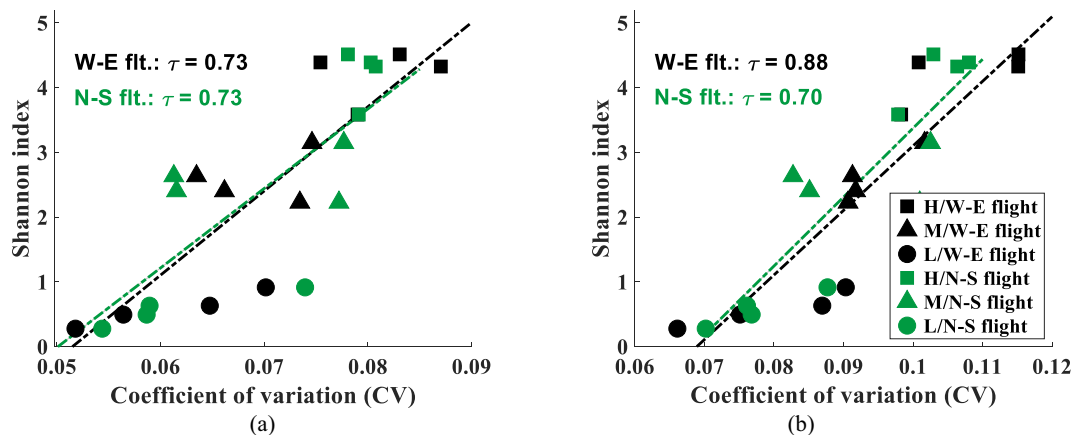 5
4
3
2
1
0
Shannon index
W-E flt.: τ = 0.73
N-S flt.: τ = 0.73
0.05 0.06 0.07 0.08 0.09
Coefficient of variation (CV)
(a)
5
4
3
2
1
0
Shannon index
W-E flt.: τ = 0.88
N-S flt.: τ = 0.70
H/W-E flight
M/W-E flight
L/W-E flight
H/N-S flight
M/N-S flight
L/N-S flight
0.06 0.07 0.08 0.09 0.1 0.11 0.12
Coefficient of variation (CV)
(b)